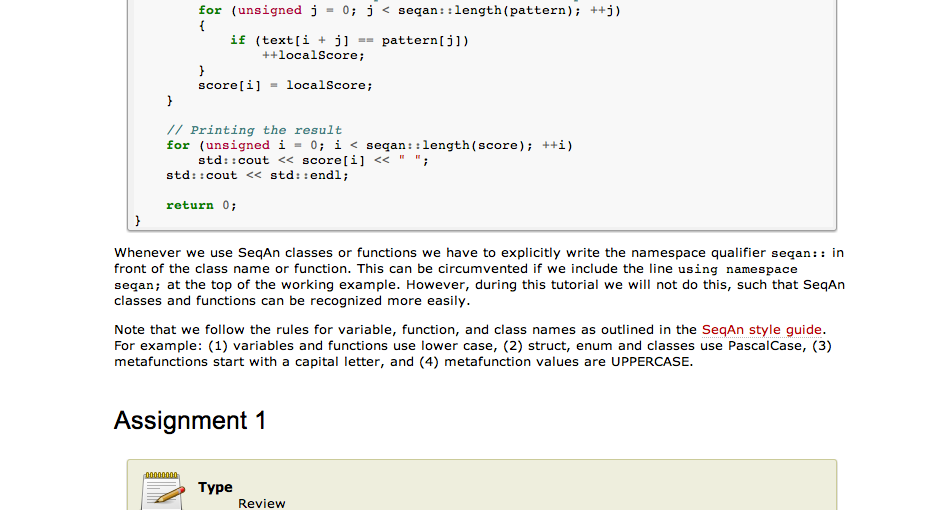 for (unsigned j = 0; j < seqan::length(pattern); ++j)
{
if (text[i + j] == pattern[j])
++localScore;
}
score[i] = localScore;
}
// Printing the result
for (unsigned i = 0; i < seqan::length(score); ++i)
std::cout << score[i] << " ";
std::cout << std::endl;
return 0;
}
Whenever we use SeqAn classes or functions we have to explicitly write the namespace qualifier seqan:: in
front of the class name or function. This can be circumvented if we include the line using namespace
seqan; at the top of the working example. However, during this tutorial we will not do this, such that SeqAn
classes and functions can be recognized more easily.
Note that we follow the rules for variable, function, and class names as outlined in the SeqAn style guide.
For example: (1) variables and functions use lower case, (2) struct, enum and classes use PascalCase, (3)
metafunctions start with a capital letter, and (4) metafunction values are UPPERCASE.
Assignment 1
Type
Review